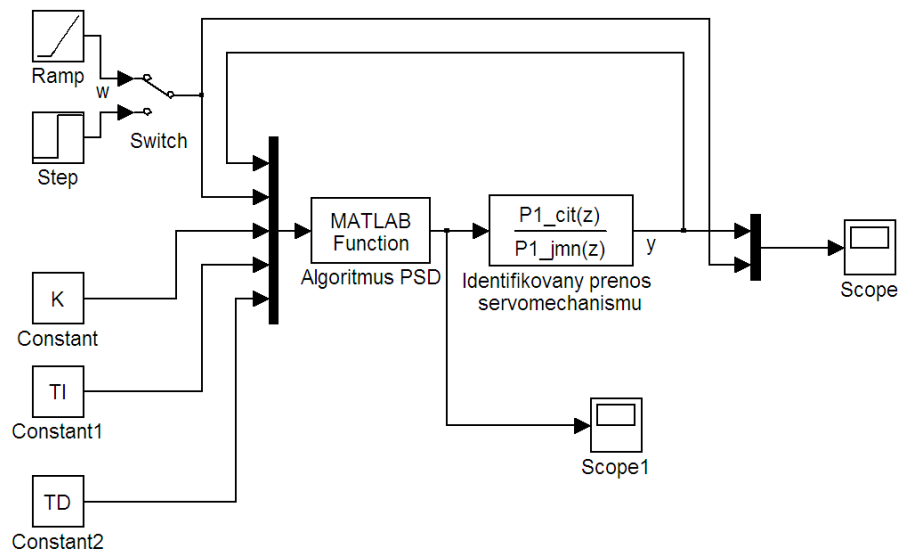 Ramp
w
Step
Switch
MATLAB
Function
Algoritmus PSD
P1_cit(z)
P1_jmn(z)
Identifikovany prenos
servomechanismu
y
Scope
K
Constant
TI
Constant1
Scope1
TD
Constant2